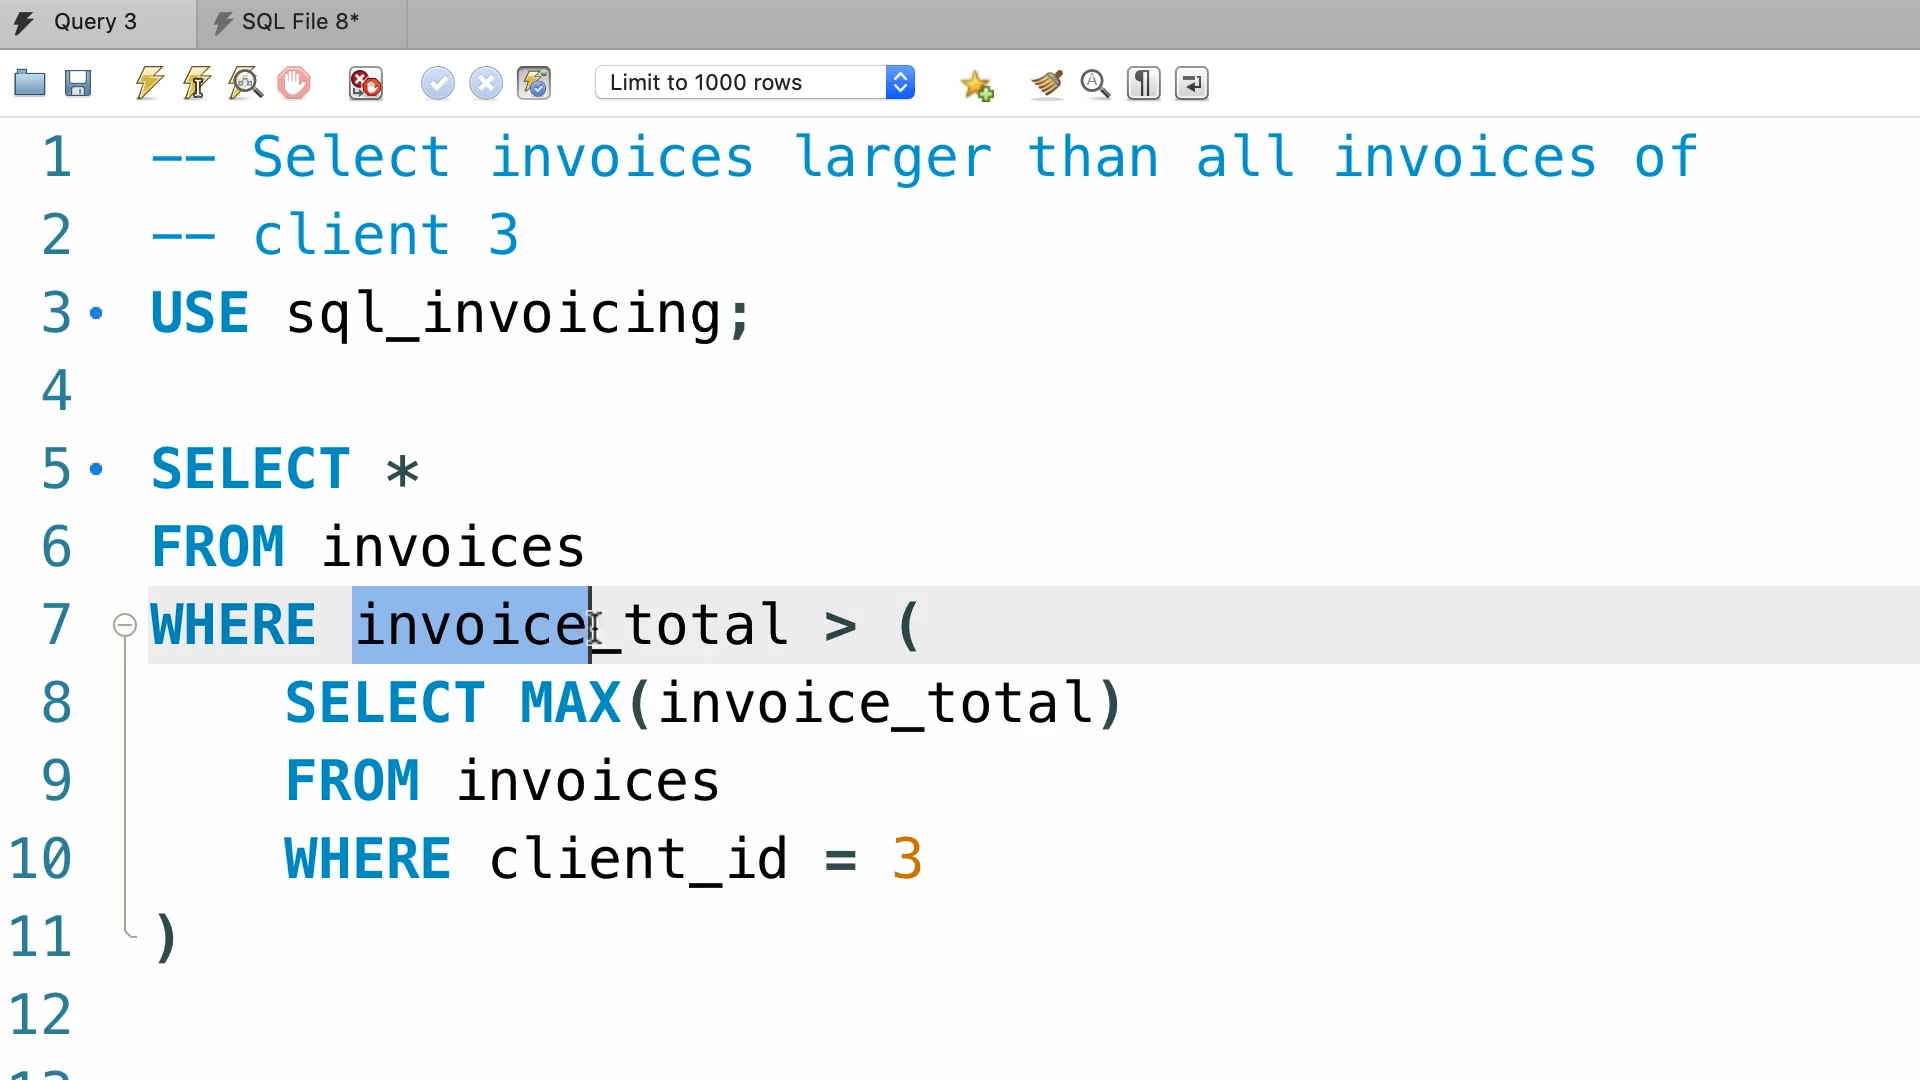 Query 3
SQL File 8*
Limit to 1000 rows
1 -- Select invoices larger than all invoices of
2 -- client 3
3 USE sql_invoicing;
4
5 SELECT *
6 FROM invoices
7 WHERE invoice_total > (
8 SELECT MAX(invoice_total)
9 FROM invoices
10 WHERE client_id = 3
11 )
12